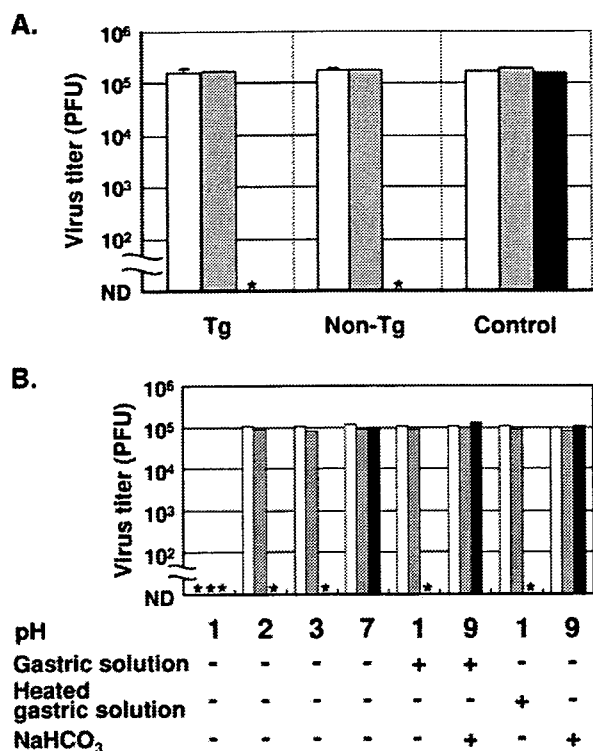 A.
Virus titer (PFU)
10⁶
10⁵
10⁴
10³
10²
ND
*
*
Tg Non-Tg Control
B.
Virus titer (PFU)
10⁶
10⁵
10⁴
10³
10²
ND
*** * * * *
pH 1 2 3 7 1 9 1 9
Gastric solution - - - - + + - -
Heated
gastric solution - - - - - - + -
NaHCO₃ - - - - - + - +